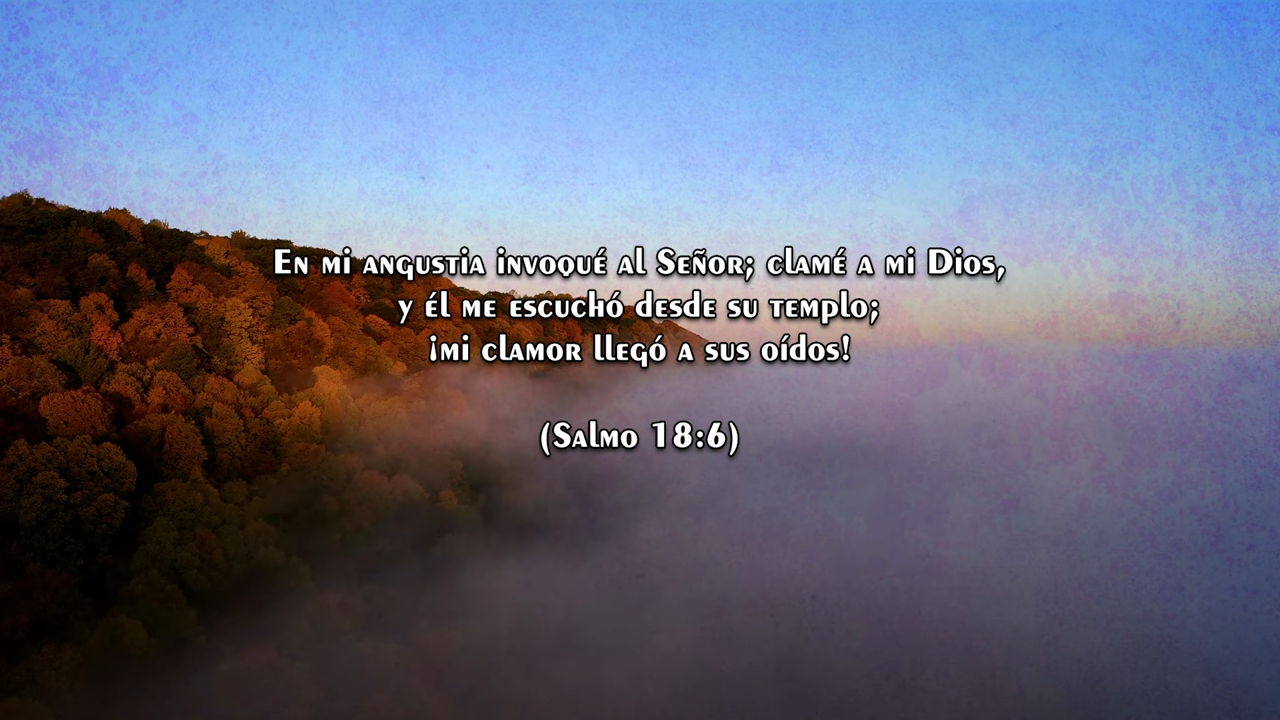 En mi angustia invoqué al Señor; clamé a mi Dios,
y él me escuchó desde su templo;
¡mi clamor llegó a sus oídos!
(Salmo 18:6)